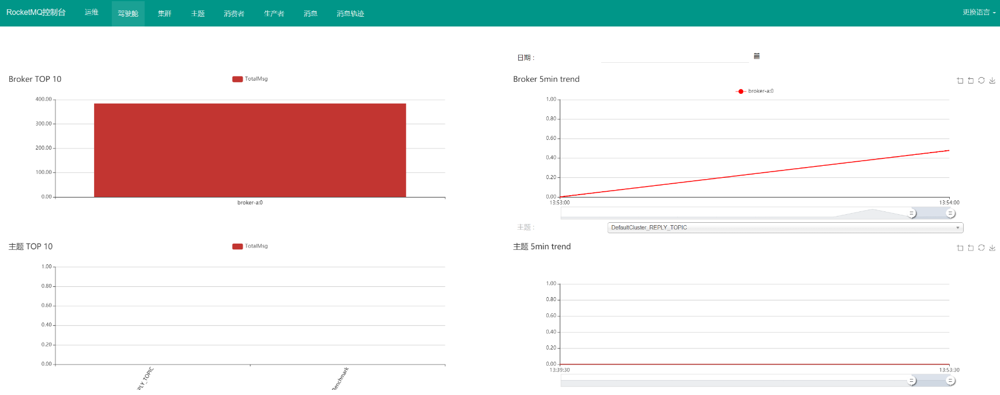 RocketMQ控制台 运维 驾驶舱 集群 主题 消费者 生产者 消息 消息轨迹 更换语言
日期 :
Broker TOP 10
TotalMsg
400.00
300.00
200.00
100.00
0.00
broker-a:0
Broker 5min trend
broker-a:0
1.00
0.80
0.60
0.40
0.20
0.00
13:53:00 13:54:00
主题 :
DefaultCluster_REPLY_TOPIC
主题 TOP 10
TotalMsg
1.00
0.80
0.60
0.40
0.20
0.00
PLY_TOPIC
Benchmark
主题 5min trend
1.00
0.80
0.60
0.40
0.20
0.00
13:39:30 13:53:30